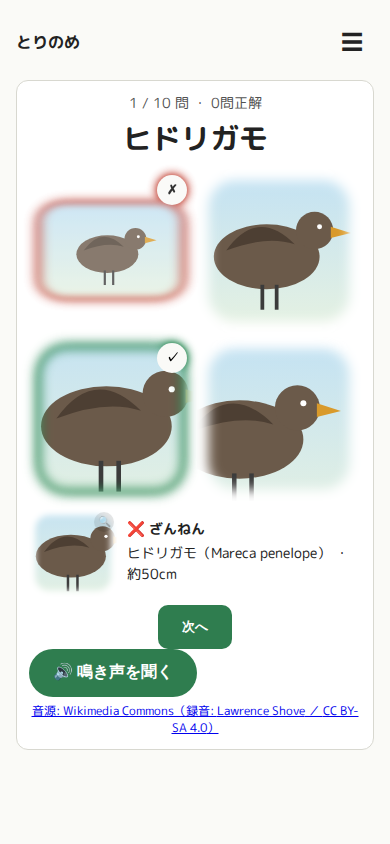 とりのめ
☰
1 / 10 問 · 0問正解
ヒドリガモ
✗
✓
❌ ざんねん
ヒドリガモ（Mareca penelope） ·
約50cm
次へ
🔊 鳴き声を聞く
音源: Wikimedia Commons（録音: Lawrence Shove ／ CC BY-
SA 4.0）